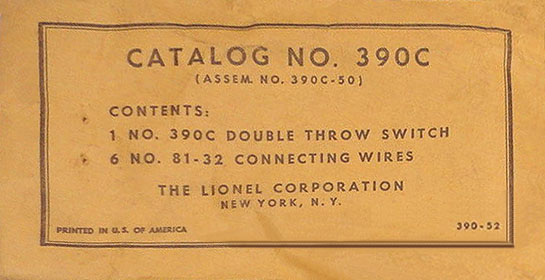 CATALOG NO. 390C
(ASSEM. NO. 390C-50)
CONTENTS:
1 NO. 390C DOUBLE THROW SWITCH
6 NO. 81-32 CONNECTING WIRES
THE LIONEL CORPORATION
NEW YORK, N. Y.
PRINTED IN U.S. OF AMERICA
390-52